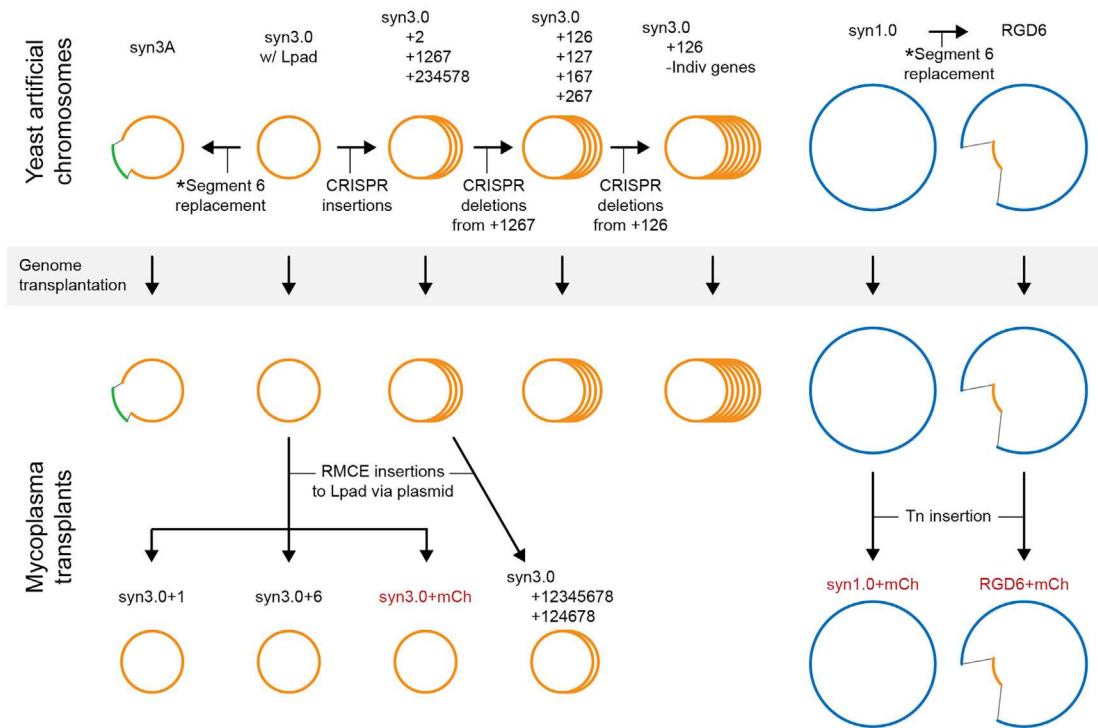 Yeast artificial
chromosomes
syn3A
syn3.0
w/ Lpad
syn3.0
+2
+1267
+234578
syn3.0
+126
+127
+167
+267
syn3.0
+126
-Indiv genes
syn1.0
RGD6
*Segment 6
replacement
*Segment 6
replacement
CRISPR
insertions
CRISPR
deletions
from +1267
CRISPR
deletions
from +126
Genome
transplantation
Mycoplasma
transplants
RMCE insertions
to Lpad via plasmid
Tn insertion
syn3.0+1
syn3.0+6
syn3.0+mCh
syn3.0
+12345678
+124678
syn1.0+mCh
RGD6+mCh